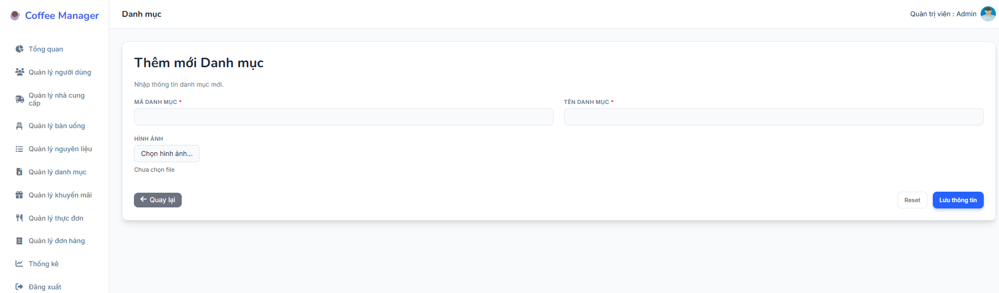 Coffee Manager
Danh mục
Quản trị viên : Admin
Tổng quan
Quản lý người dùng
Quản lý nhà cung
cấp
Quản lý bàn uống
Quản lý nguyên liệu
Quản lý danh mục
Quản lý khuyến mãi
Quản lý thực đơn
Quản lý đơn hàng
Thống kê
Đăng xuất
Thêm mới Danh mục
Nhập thông tin danh mục mới.
MÃ DANH MỤC *
TÊN DANH MỤC *
HÌNH ẢNH
Chọn hình ảnh...
Chưa chọn file
Quay lại
Reset
Lưu thông tin